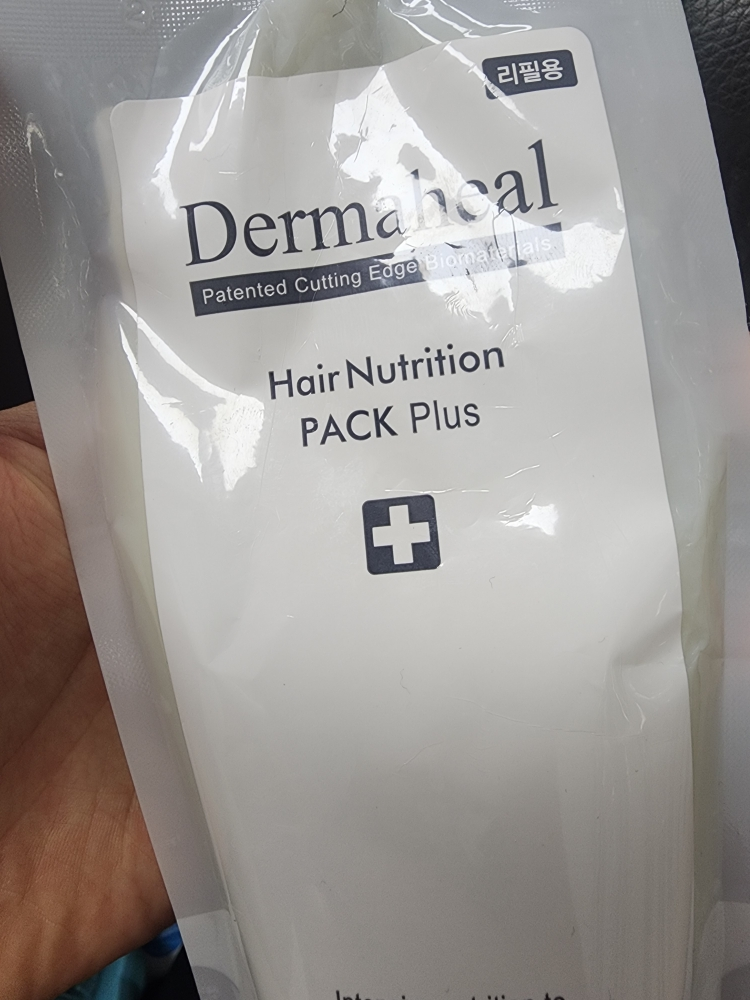 리필용
Dermaheal
Patented Cutting Edge Biomaterials
Hair Nutrition
PACK Plus